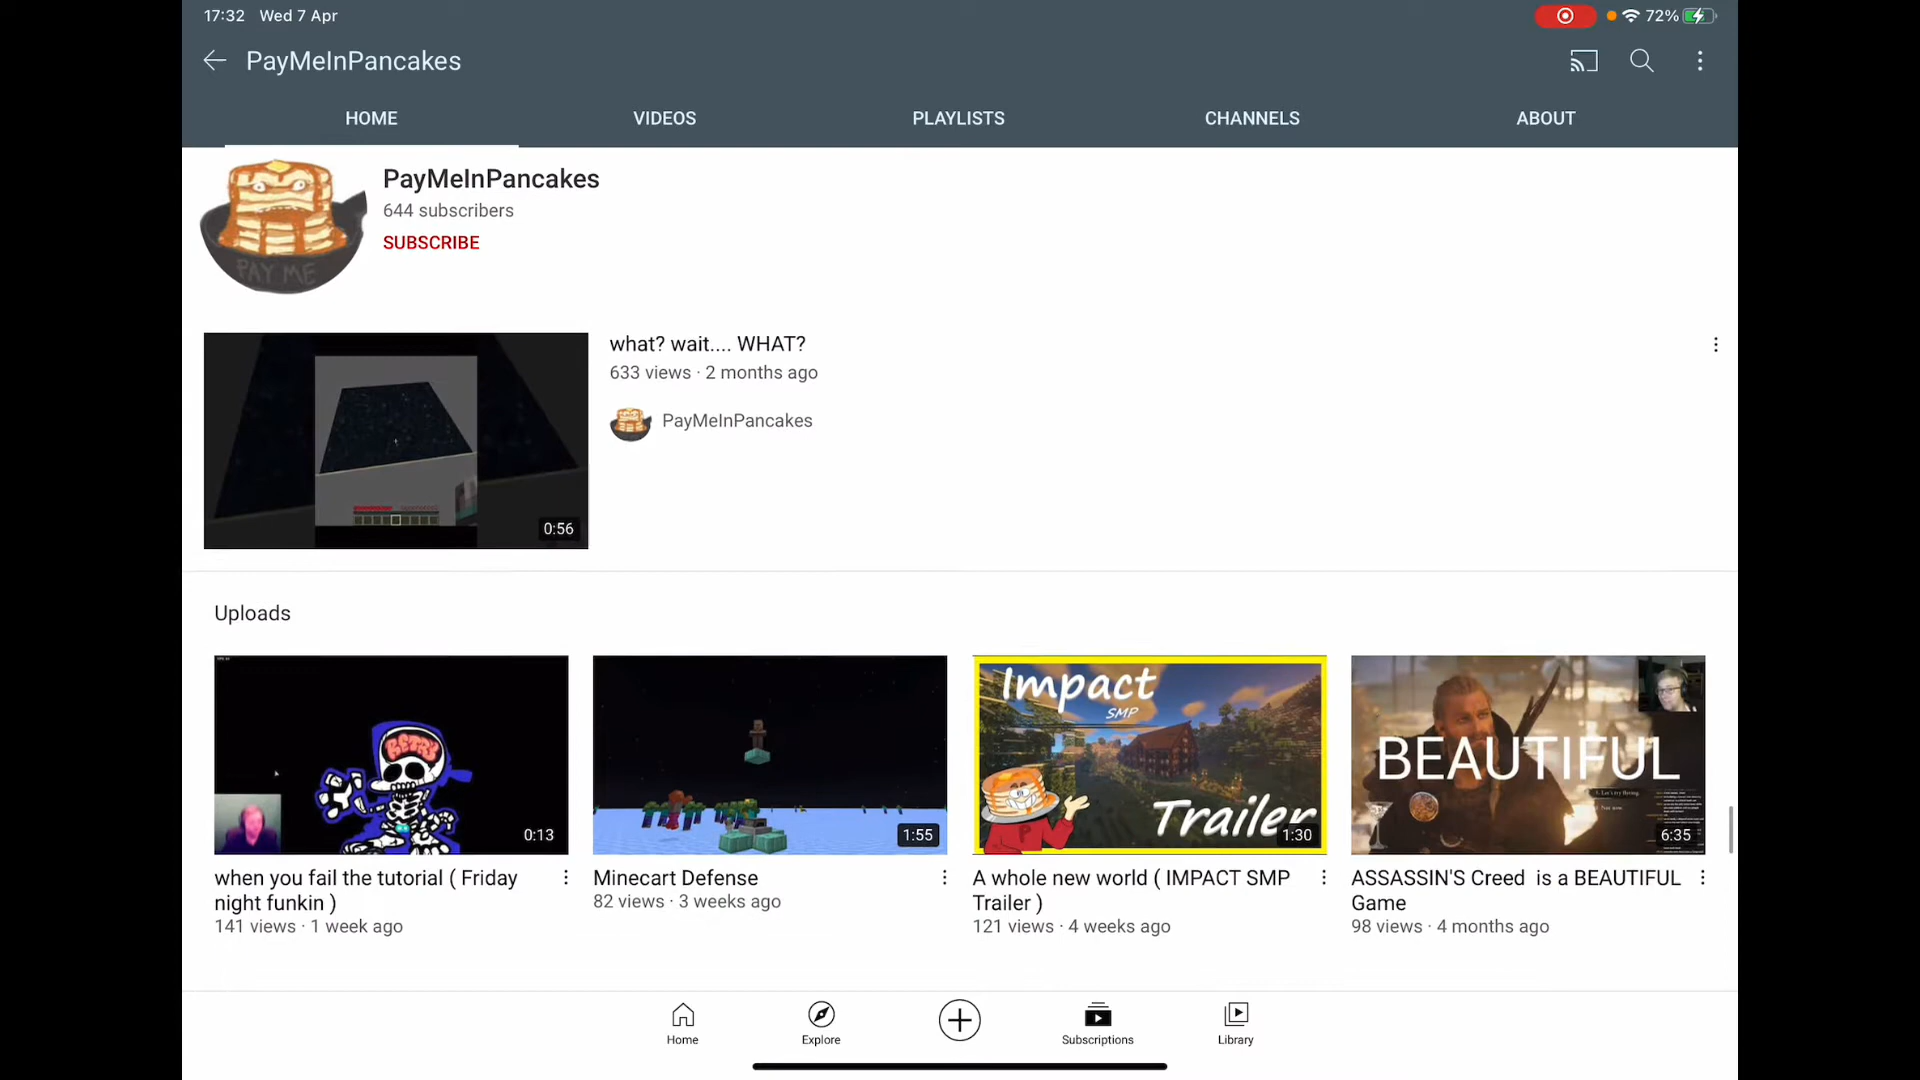 17:32 Wed 7 Apr
72%
PayMeInPancakes
HOME VIDEOS PLAYLISTS CHANNELS ABOUT
PayMeInPancakes
644 subscribers
SUBSCRIBE
PAY ME
what? wait.... WHAT?
633 views · 2 months ago
PayMeInPancakes
0:56
Uploads
RETRY
0:13
when you fail the tutorial ( Friday
night funkin )
141 views · 1 week ago
1:55
Minecart Defense
82 views · 3 weeks ago
Impact
SMP
Trailer
1:30
A whole new world ( IMPACT SMP
Trailer )
121 views · 4 weeks ago
BEAUTIFUL
6:35
ASSASSIN'S Creed is a BEAUTIFUL
Game
98 views · 4 months ago
Home Explore Subscriptions Library